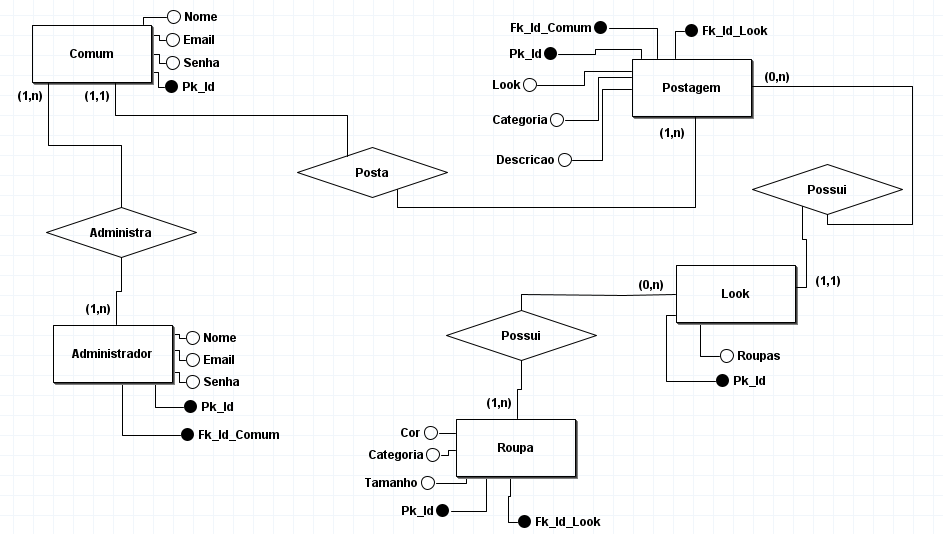 Nome
Email
Senha
Pk_Id
Comum
(1,n)
(1,1)
Fk_Id_Comum
Fk_Id_Look
Pk_Id
Look
Categoria
Descricao
Postagem
(0,n)
(1,n)
Posta
Possui
Administra
(1,1)
(1,n)
Administrador
Nome
Email
Senha
Pk_Id
Fk_Id_Comum
(0,n)
Look
Roupas
Pk_Id
Possui
(1,n)
Cor
Categoria
Tamanho
Pk_Id
Roupa
Fk_Id_Look